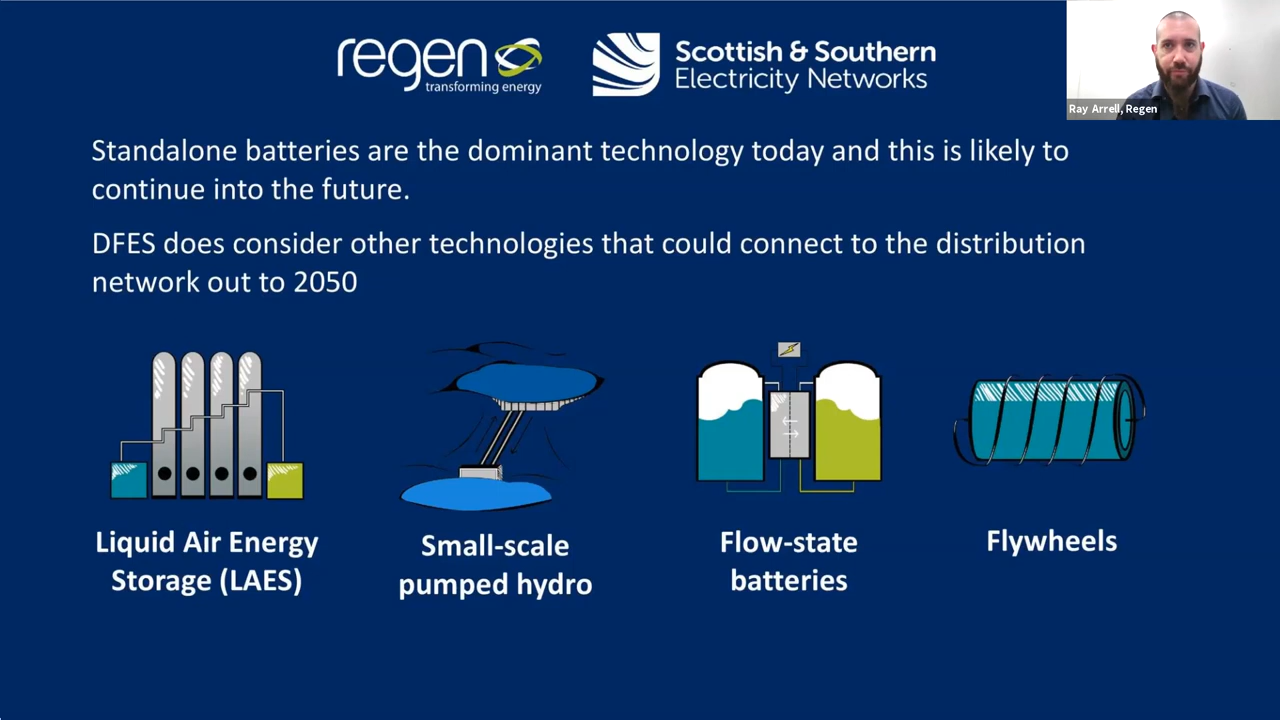 regen
transforming energy
Scottish & Southern
Electricity Networks
Ray Arrell, Regen
Standalone batteries are the dominant technology today and this is likely to
continue into the future.
DFES does consider other technologies that could connect to the distribution
network out to 2050
Liquid Air Energy
Storage (LAES)
Small-scale
pumped hydro
Flow-state
batteries
Flywheels